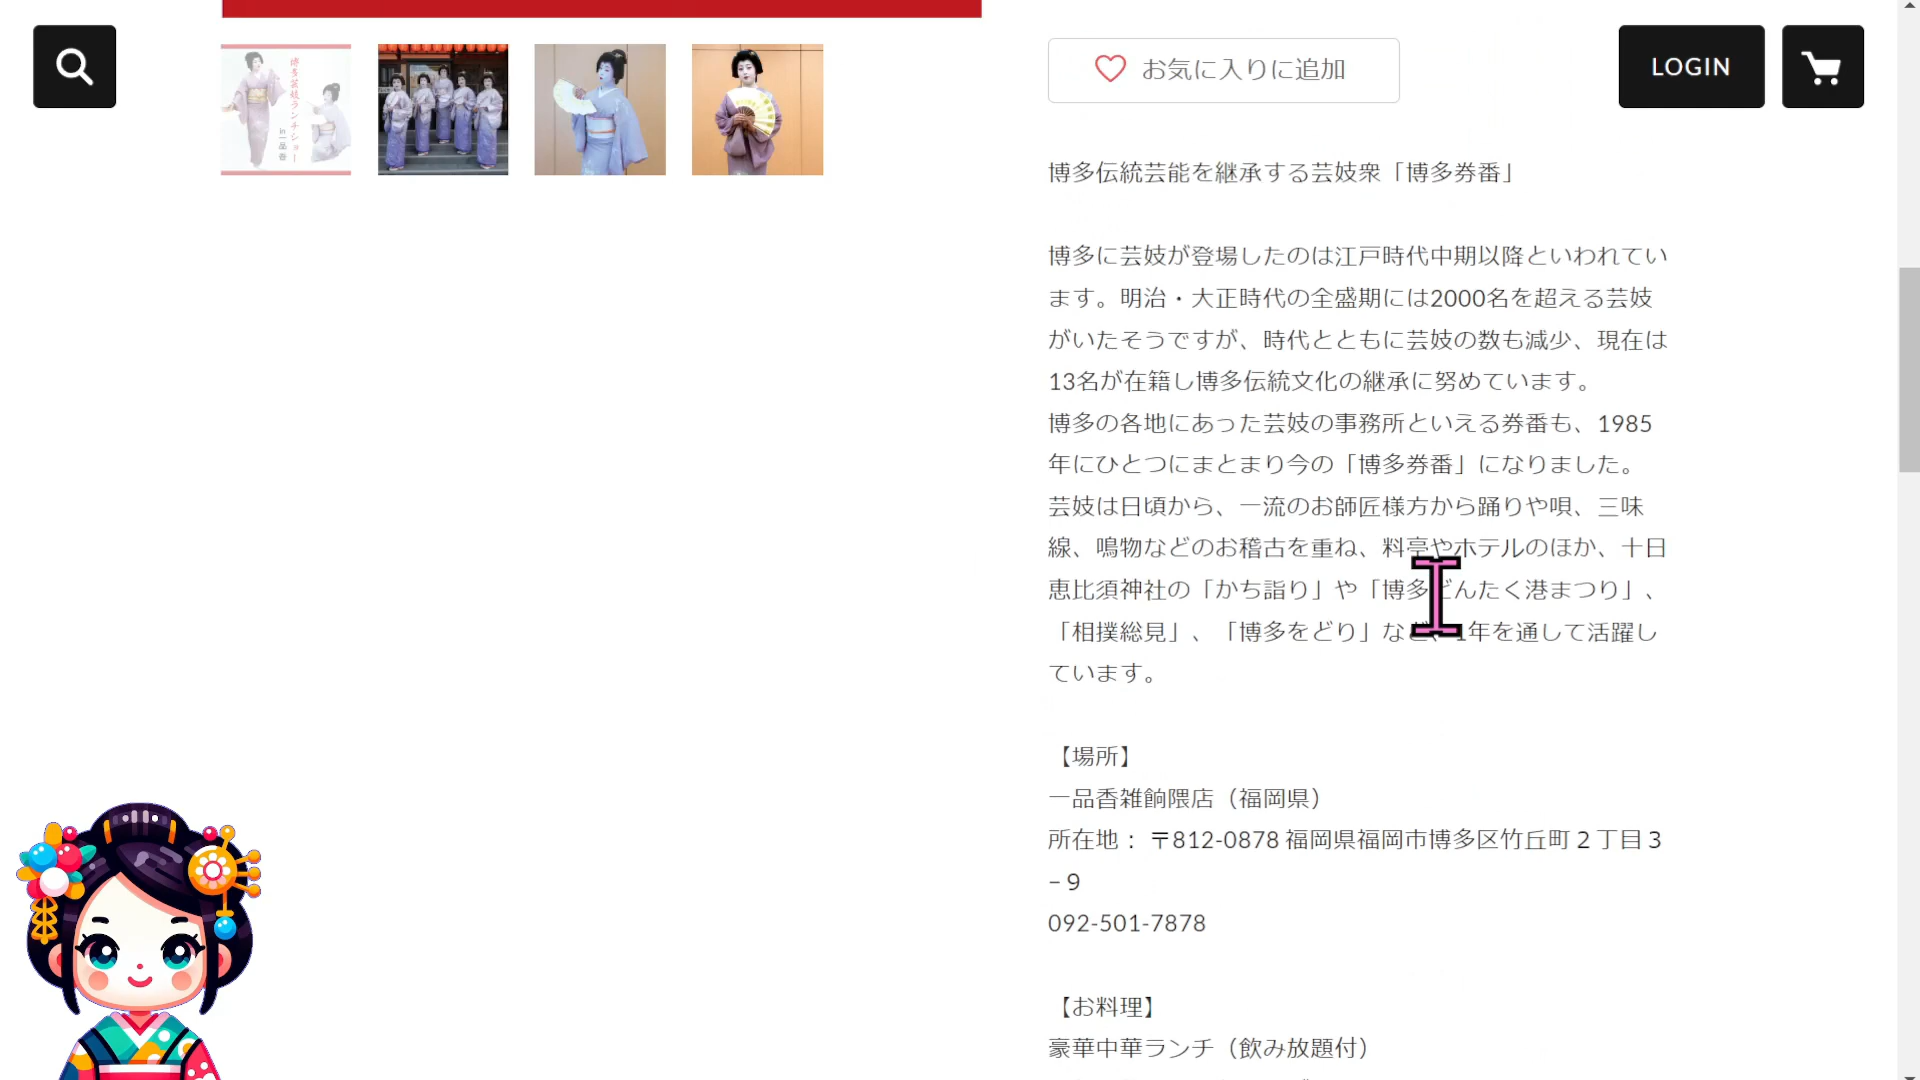 博多芸妓ランチショー
in一品香
お気に入りに追加
LOGIN
博多伝統芸能を継承する芸妓衆「博多券番」
博多に芸妓が登場したのは江戸時代中期以降といわれてい
ます。明治・大正時代の全盛期には2000名を超える芸妓
がいたそうですが、時代とともに芸妓の数も減少、現在は
13名が在籍し博多伝統文化の継承に努めています。
博多の各地にあった芸妓の事務所といえる券番も、1985
年にひとつにまとまり今の「博多券番」になりました。
芸妓は日頃から、一流のお師匠様方から踊りや唄、三味
線、鳴物などのお稽古を重ね、料亭やホテルのほか、十日
恵比須神社の「かち詣り」や「博多どんたく港まつり」、
「相撲総見」、「博多をどり」など、1年を通して活躍し
ています。
【場所】
一品香雑餉隈店（福岡県）
所在地： 〒812-0878 福岡県福岡市博多区竹丘町２丁目３
−９
092-501-7878
【お料理】
豪華中華ランチ（飲み放題付）